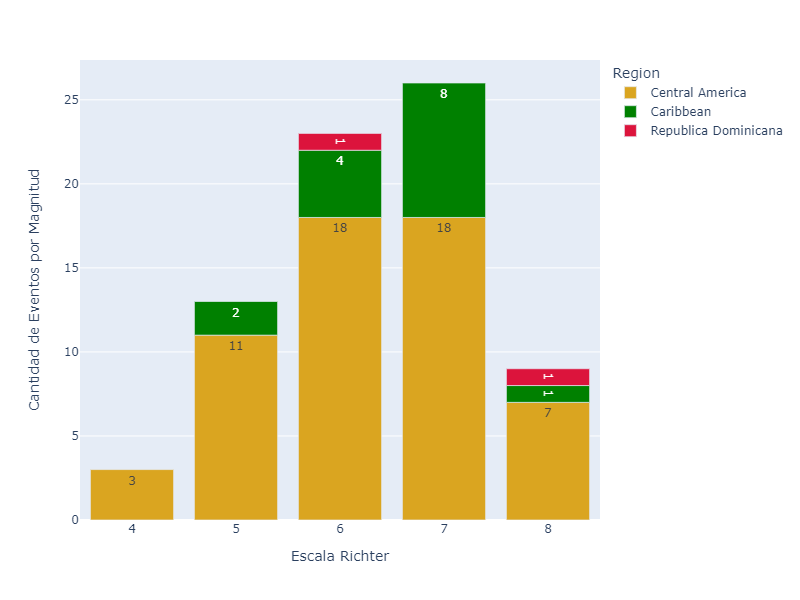 Region
Central America
Caribbean
Republica Dominicana
Cantidad de Eventos por Magnitud
25
20
15
10
5
0
3
11
2
18
4
1
18
8
7
1
1
4 5 6 7 8
Escala Richter